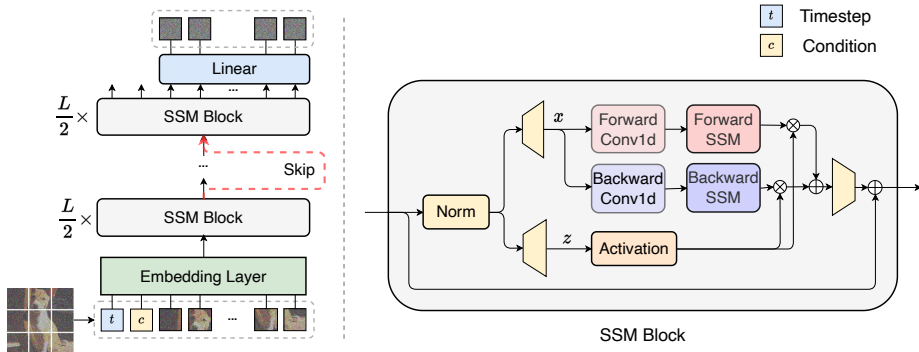 Linear
...
L/2 ×
SSM Block
...
Skip
L/2 ×
SSM Block
Embedding Layer
t
c
...
t
Timestep
c
Condition
x
Forward
Conv1d
Forward
SSM
Backward
Conv1d
Backward
SSM
Norm
z
Activation
SSM Block